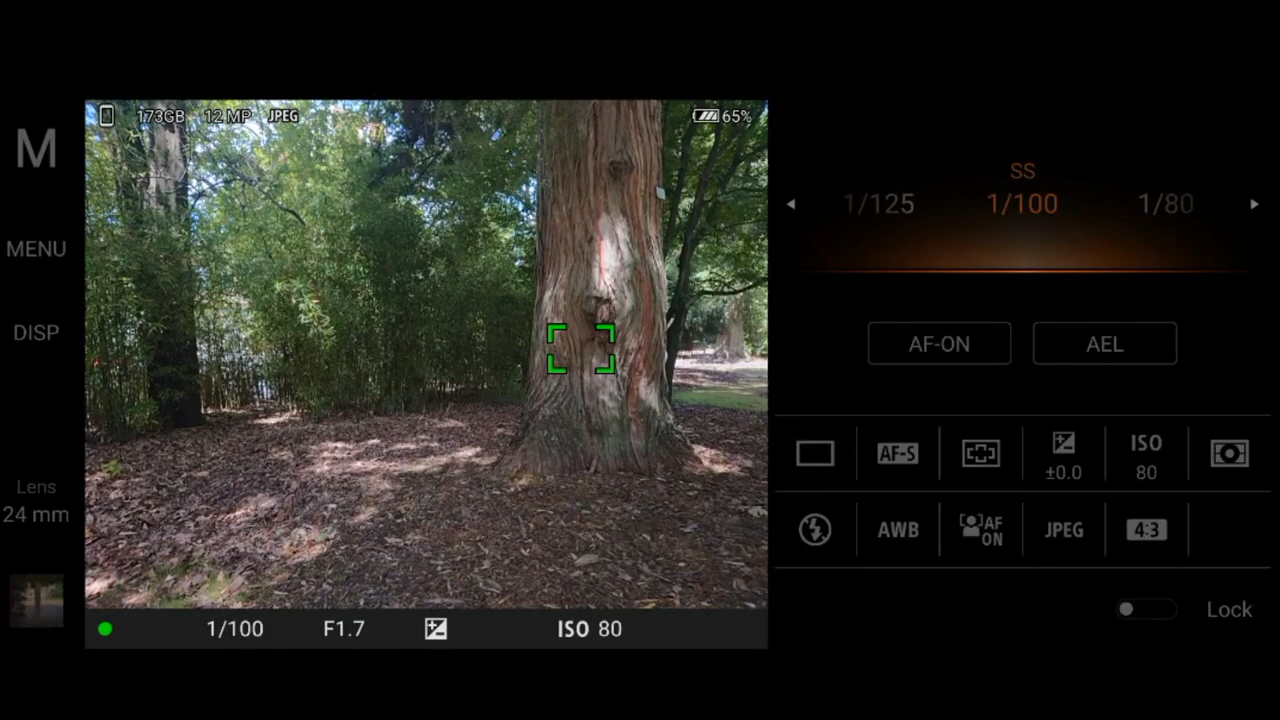 173GB 12 MP JPEG 65%
M
MENU
DISP
Lens
24 mm
1/100 F1.7 ISO 80
SS
1/125 1/100 1/80
AF-ON AEL
AF-S ±0.0 ISO 80
AWB AF ON JPEG 4:3
Lock